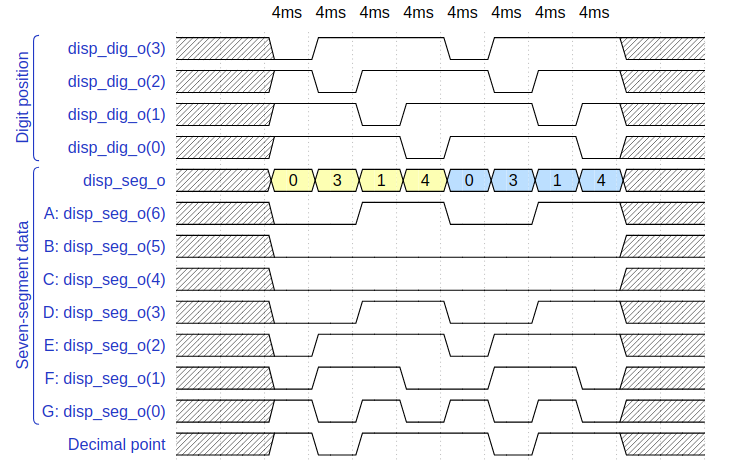 4ms 4ms 4ms 4ms 4ms 4ms 4ms 4ms
Digit position
disp_dig_o(3)
disp_dig_o(2)
disp_dig_o(1)
disp_dig_o(0)
Seven-segment data
disp_seg_o 0 3 1 4 0 3 1 4
A: disp_seg_o(6)
B: disp_seg_o(5)
C: disp_seg_o(4)
D: disp_seg_o(3)
E: disp_seg_o(2)
F: disp_seg_o(1)
G: disp_seg_o(0)
Decimal point